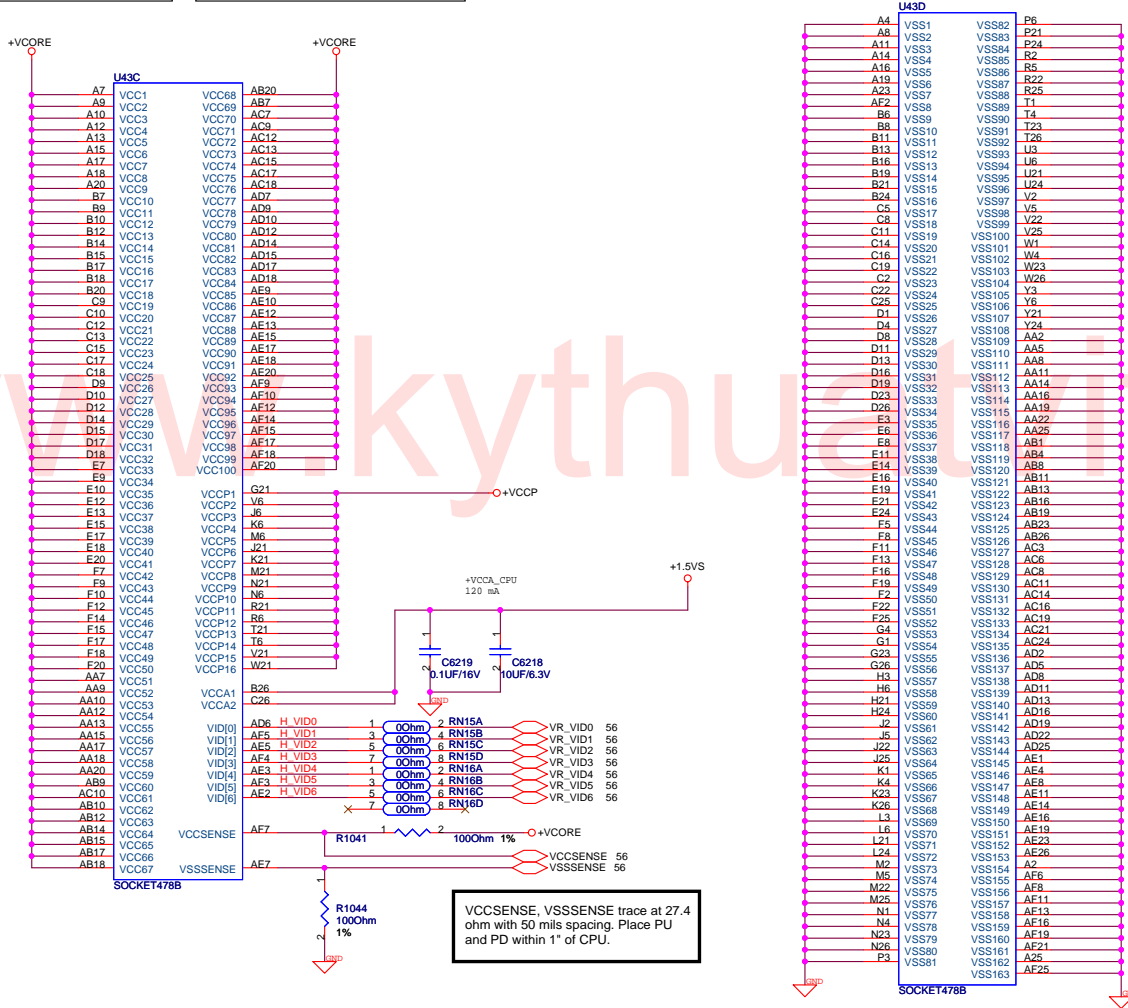 +VCORE
+VCORE
U43C
A7 VCC1 VCC68 AB20
A9 VCC2 VCC69 AB7
A10 VCC3 VCC70 AC7
A12 VCC4 VCC71 AC9
A13 VCC5 VCC72 AC12
A15 VCC6 VCC73 AC13
A17 VCC7 VCC74 AC15
A18 VCC8 VCC75 AC17
A20 VCC9 VCC76 AC18
B7 VCC10 VCC77 AD7
B9 VCC11 VCC78 AD9
B10 VCC12 VCC79 AD10
B12 VCC13 VCC80 AD12
B14 VCC14 VCC81 AD14
B15 VCC15 VCC82 AD15
B17 VCC16 VCC83 AD17
B18 VCC17 VCC84 AD18
B20 VCC18 VCC85 AE9
C9 VCC19 VCC86 AE10
C10 VCC20 VCC87 AE12
C12 VCC21 VCC88 AE13
C13 VCC22 VCC89 AE15
C15 VCC23 VCC90 AE17
C17 VCC24 VCC91 AE18
C18 VCC25 VCC92 AE20
D9 VCC26 VCC93 AF9
D10 VCC27 VCC94 AF10
D12 VCC28 VCC95 AF12
D14 VCC29 VCC96 AF14
D15 VCC30 VCC97 AF15
D17 VCC31 VCC98 AF17
D18 VCC32 VCC99 AF18
E7 VCC33 VCC100 AF20
E9 VCC34
E10 VCC35 VCCP1 G21 +VCCP
E12 VCC36 VCCP2 V6
E13 VCC37 VCCP3 J6
E15 VCC38 VCCP4 K6
E17 VCC39 VCCP5 M6
E18 VCC40 VCCP6 J21
E20 VCC41 VCCP7 K21
F7 VCC42 VCCP8 M21
F9 VCC43 VCCP9 N21
F10 VCC44 VCCP10 N6
F12 VCC45 VCCP11 R21
F14 VCC46 VCCP12 R6
F15 VCC47 VCCP13 T21
F17 VCC48 VCCP14 T6
F18 VCC49 VCCP15 V21
F20 VCC50 VCCP16 W21
AA7 VCC51
AA9 VCC52 VCCA1 B26
AA10 VCC53 VCCA2 C26
AA12 VCC54
AA13 VCC55 VID[0] AD6 H_VID0 1 0Ohm 2 RN15A VR_VID0 56
AA15 VCC56 VID[1] AF5 H_VID1 3 0Ohm 4 RN15B VR_VID1 56
AA17 VCC57 VID[2] AE5 H_VID2 5 0Ohm 6 RN15C VR_VID2 56
AA18 VCC58 VID[3] AF4 H_VID3 7 0Ohm 8 RN15D VR_VID3 56
AA20 VCC59 VID[4] AE3 H_VID4 1 0Ohm 2 RN16A VR_VID4 56
AB9 VCC60 VID[5] AF3 H_VID5 3 0Ohm 4 RN16B VR_VID5 56
AC10 VCC61 VID[6] AE2 H_VID6 5 0Ohm 6 RN16C VR_VID6 56
AB10 VCC62 7 0Ohm 8 RN16D
AB12 VCC63
AB14 VCC64 VCCSENSE AF7 R1041 1 2 100Ohm 1% +VCORE
AB15 VCC65
AB17 VCC66 VCCSENSE 56
AB18 VCC67 VSSSENSE AE7 VSSSENSE 56
SOCKET478B
+1.5VS
+VCCA_CPU
120 mA
1 2 C6219
0.1UF/16V
1 2 C6218
10UF/6.3V
GND
1
R1044
100Ohm
1%
2
GND
VCCSENSE, VSSSENSE trace at 27.4
ohm with 50 mils spacing. Place PU
and PD within 1" of CPU.
U43D
A4 VSS1 VSS82 P6
A8 VSS2 VSS83 P21
A11 VSS3 VSS84 P24
A14 VSS4 VSS85 R2
A16 VSS5 VSS86 R5
A19 VSS6 VSS87 R22
A23 VSS7 VSS88 R25
AF2 VSS8 VSS89 T1
B6 VSS9 VSS90 T4
B8 VSS10 VSS91 T23
B11 VSS11 VSS92 T26
B13 VSS12 VSS93 U3
B16 VSS13 VSS94 U6
B19 VSS14 VSS95 U21
B21 VSS15 VSS96 U24
B24 VSS16 VSS97 V2
C5 VSS17 VSS98 V5
C8 VSS18 VSS99 V22
C11 VSS19 VSS100 V25
C14 VSS20 VSS101 W1
C16 VSS21 VSS102 W4
C19 VSS22 VSS103 W23
C2 VSS23 VSS104 W26
C22 VSS24 VSS105 Y3
C25 VSS25 VSS106 Y6
D1 VSS26 VSS107 Y21
D4 VSS27 VSS108 Y24
D8 VSS28 VSS109 AA2
D11 VSS29 VSS110 AA5
D13 VSS30 VSS111 AA8
D16 VSS31 VSS112 AA11
D19 VSS32 VSS113 AA14
D23 VSS33 VSS114 AA16
D26 VSS34 VSS115 AA19
E3 VSS35 VSS116 AA22
E6 VSS36 VSS117 AA25
E8 VSS37 VSS118 AB1
E11 VSS38 VSS119 AB4
E14 VSS39 VSS120 AB8
E16 VSS40 VSS121 AB11
E19 VSS41 VSS122 AB13
E21 VSS42 VSS123 AB16
E24 VSS43 VSS124 AB19
F5 VSS44 VSS125 AB23
F8 VSS45 VSS126 AB26
F11 VSS46 VSS127 AC3
F13 VSS47 VSS128 AC6
F16 VSS48 VSS129 AC8
F19 VSS49 VSS130 AC11
F2 VSS50 VSS131 AC14
F22 VSS51 VSS132 AC16
F25 VSS52 VSS133 AC19
G4 VSS53 VSS134 AC21
G1 VSS54 VSS135 AC24
G23 VSS55 VSS136 AD2
G26 VSS56 VSS137 AD5
H3 VSS57 VSS138 AD8
H6 VSS58 VSS139 AD11
H21 VSS59 VSS140 AD13
H24 VSS60 VSS141 AD16
J2 VSS61 VSS142 AD19
J5 VSS62 VSS143 AD22
J22 VSS63 VSS144 AD25
J25 VSS64 VSS145 AE1
K1 VSS65 VSS146 AE4
K4 VSS66 VSS147 AE8
K23 VSS67 VSS148 AE11
K26 VSS68 VSS149 AE14
L3 VSS69 VSS150 AE16
L6 VSS70 VSS151 AE19
L21 VSS71 VSS152 AE23
L24 VSS72 VSS153 AE26
M2 VSS73 VSS154 A2
M5 VSS74 VSS155 AF6
M22 VSS75 VSS156 AF8
M25 VSS76 VSS157 AF11
N1 VSS77 VSS158 AF13
N4 VSS78 VSS159 AF16
N23 VSS79 VSS160 AF19
N26 VSS80 VSS161 AF21
P3 VSS81 VSS162 A25
VSS163 AF25
GND
SOCKET478B
w.kythuatvi